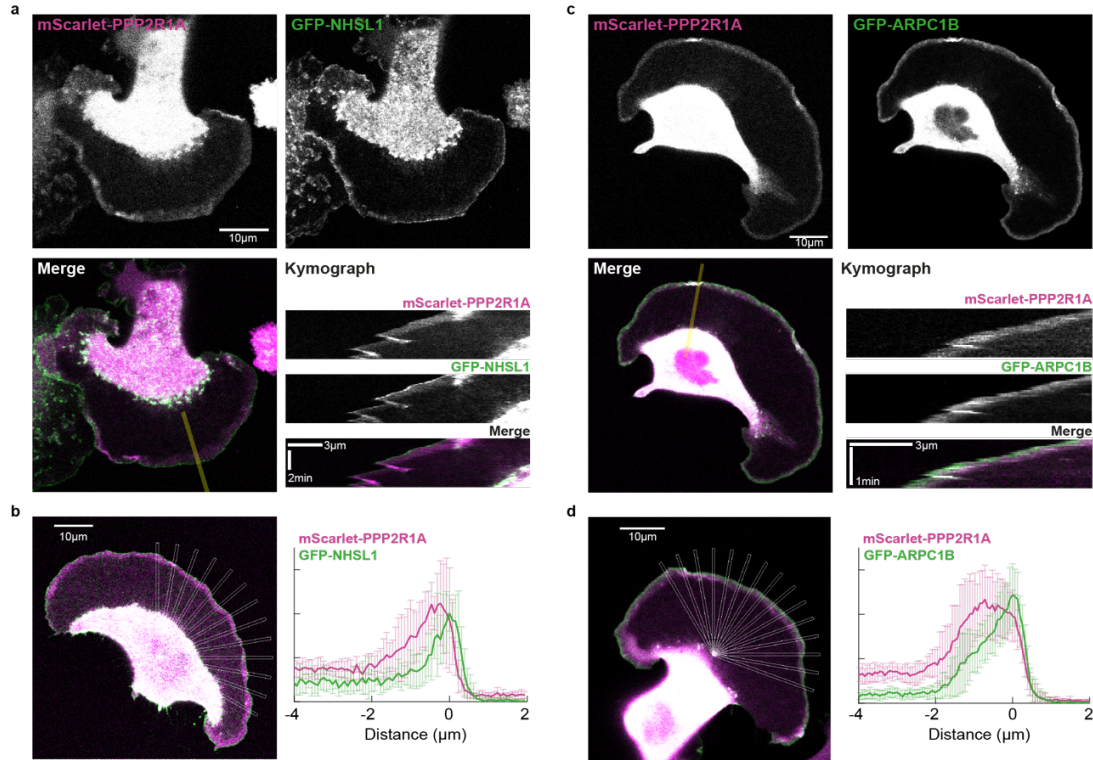 a
mScarlet-PPP2R1A
GFP-NHSL1
10µm
Merge
Kymograph
mScarlet-PPP2R1A
GFP-NHSL1
Merge
3µm
2min
b
10µm
mScarlet-PPP2R1A
GFP-NHSL1
-4
-2
0
2
Distance (µm)
c
mScarlet-PPP2R1A
GFP-ARPC1B
10µm
Merge
Kymograph
mScarlet-PPP2R1A
GFP-ARPC1B
Merge
3µm
1min
d
10µm
mScarlet-PPP2R1A
GFP-ARPC1B
-4
-2
0
2
Distance (µm)